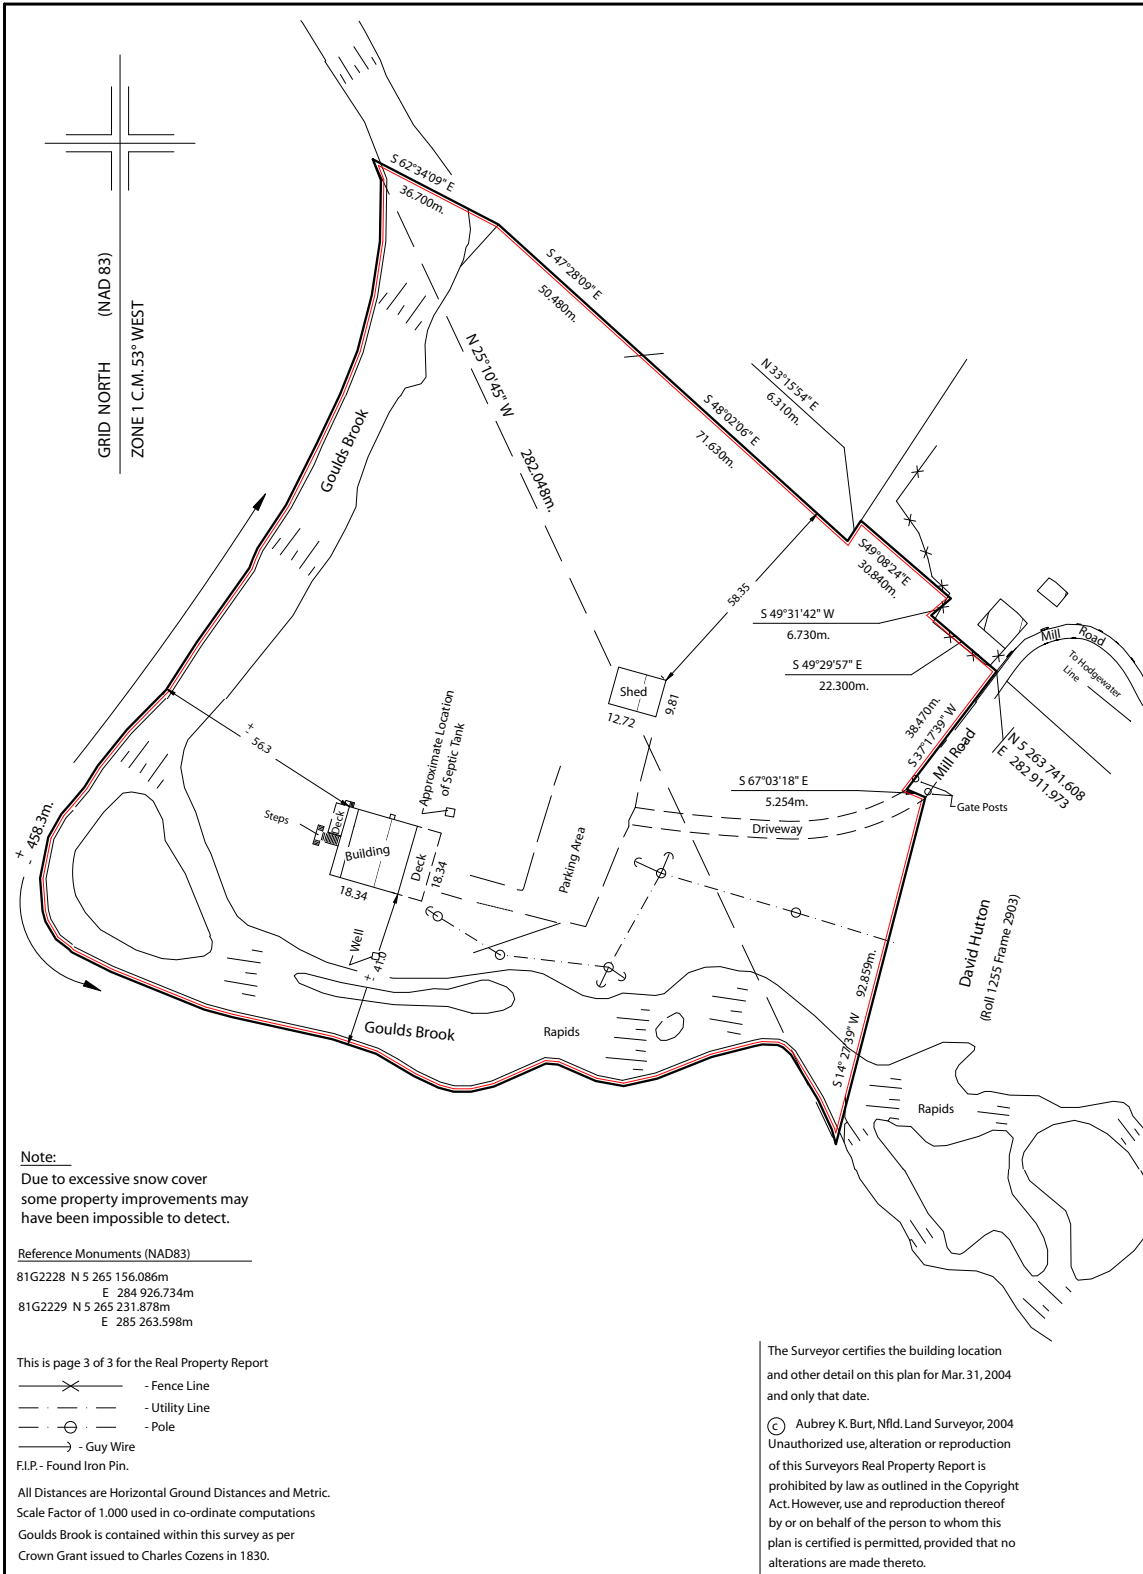 S 62°34'09" E
36.700m.
GRID NORTH (NAD 83)
ZONE 1 C.M. 53° WEST
S 47°28'09" E
50.480m.
N 25°10'45" W
282.048m.
N 33°15'54" E
6.310m.
S 48°02'06" E
71.630m.
Goulds Brook
S49°08'24"E
30.840m.
58.35
S 49°31'42" W
6.730m.
S 49°29'57" E
22.300m.
Mill Road
To Hodgewater
Line
Shed
12.72
9.81
38.470m.
S 37°17'39" W
Mill Road
N 5 263 741.608
E 282 911.973
± 56.3
Approximate Location
of Septic Tank
S 67°03'18" E
5.254m.
Gate Posts
Driveway
± 458.3m.
Steps
Deck
Building
Deck
18.34
18.34
Parking Area
Well
± 41.0
David Hutton
(Roll 1255 Frame 2903)
92.859m.
S 14°27'39" W
Goulds Brook
Rapids
Rapids
Note:
Due to excessive snow cover
some property improvements may
have been impossible to detect.
Reference Monuments (NAD83)
81G2228 N 5 265 156.086m
E 284 926.734m
81G2229 N 5 265 231.878m
E 285 263.598m
This is page 3 of 3 for the Real Property Report
- Fence Line
- Utility Line
- Pole
- Guy Wire
F.I.P. - Found Iron Pin.
All Distances are Horizontal Ground Distances and Metric.
Scale Factor of 1.000 used in co-ordinate computations
Goulds Brook is contained within this survey as per
Crown Grant issued to Charles Cozens in 1830.
The Surveyor certifies the building location
and other detail on this plan for Mar. 31, 2004
and only that date.
© Aubrey K. Burt, Nfld. Land Surveyor, 2004
Unauthorized use, alteration or reproduction
of this Surveyors Real Property Report is
prohibited by law as outlined in the Copyright
Act. However, use and reproduction thereof
by or on behalf of the person to whom this
plan is certified is permitted, provided that no
alterations are made thereto.